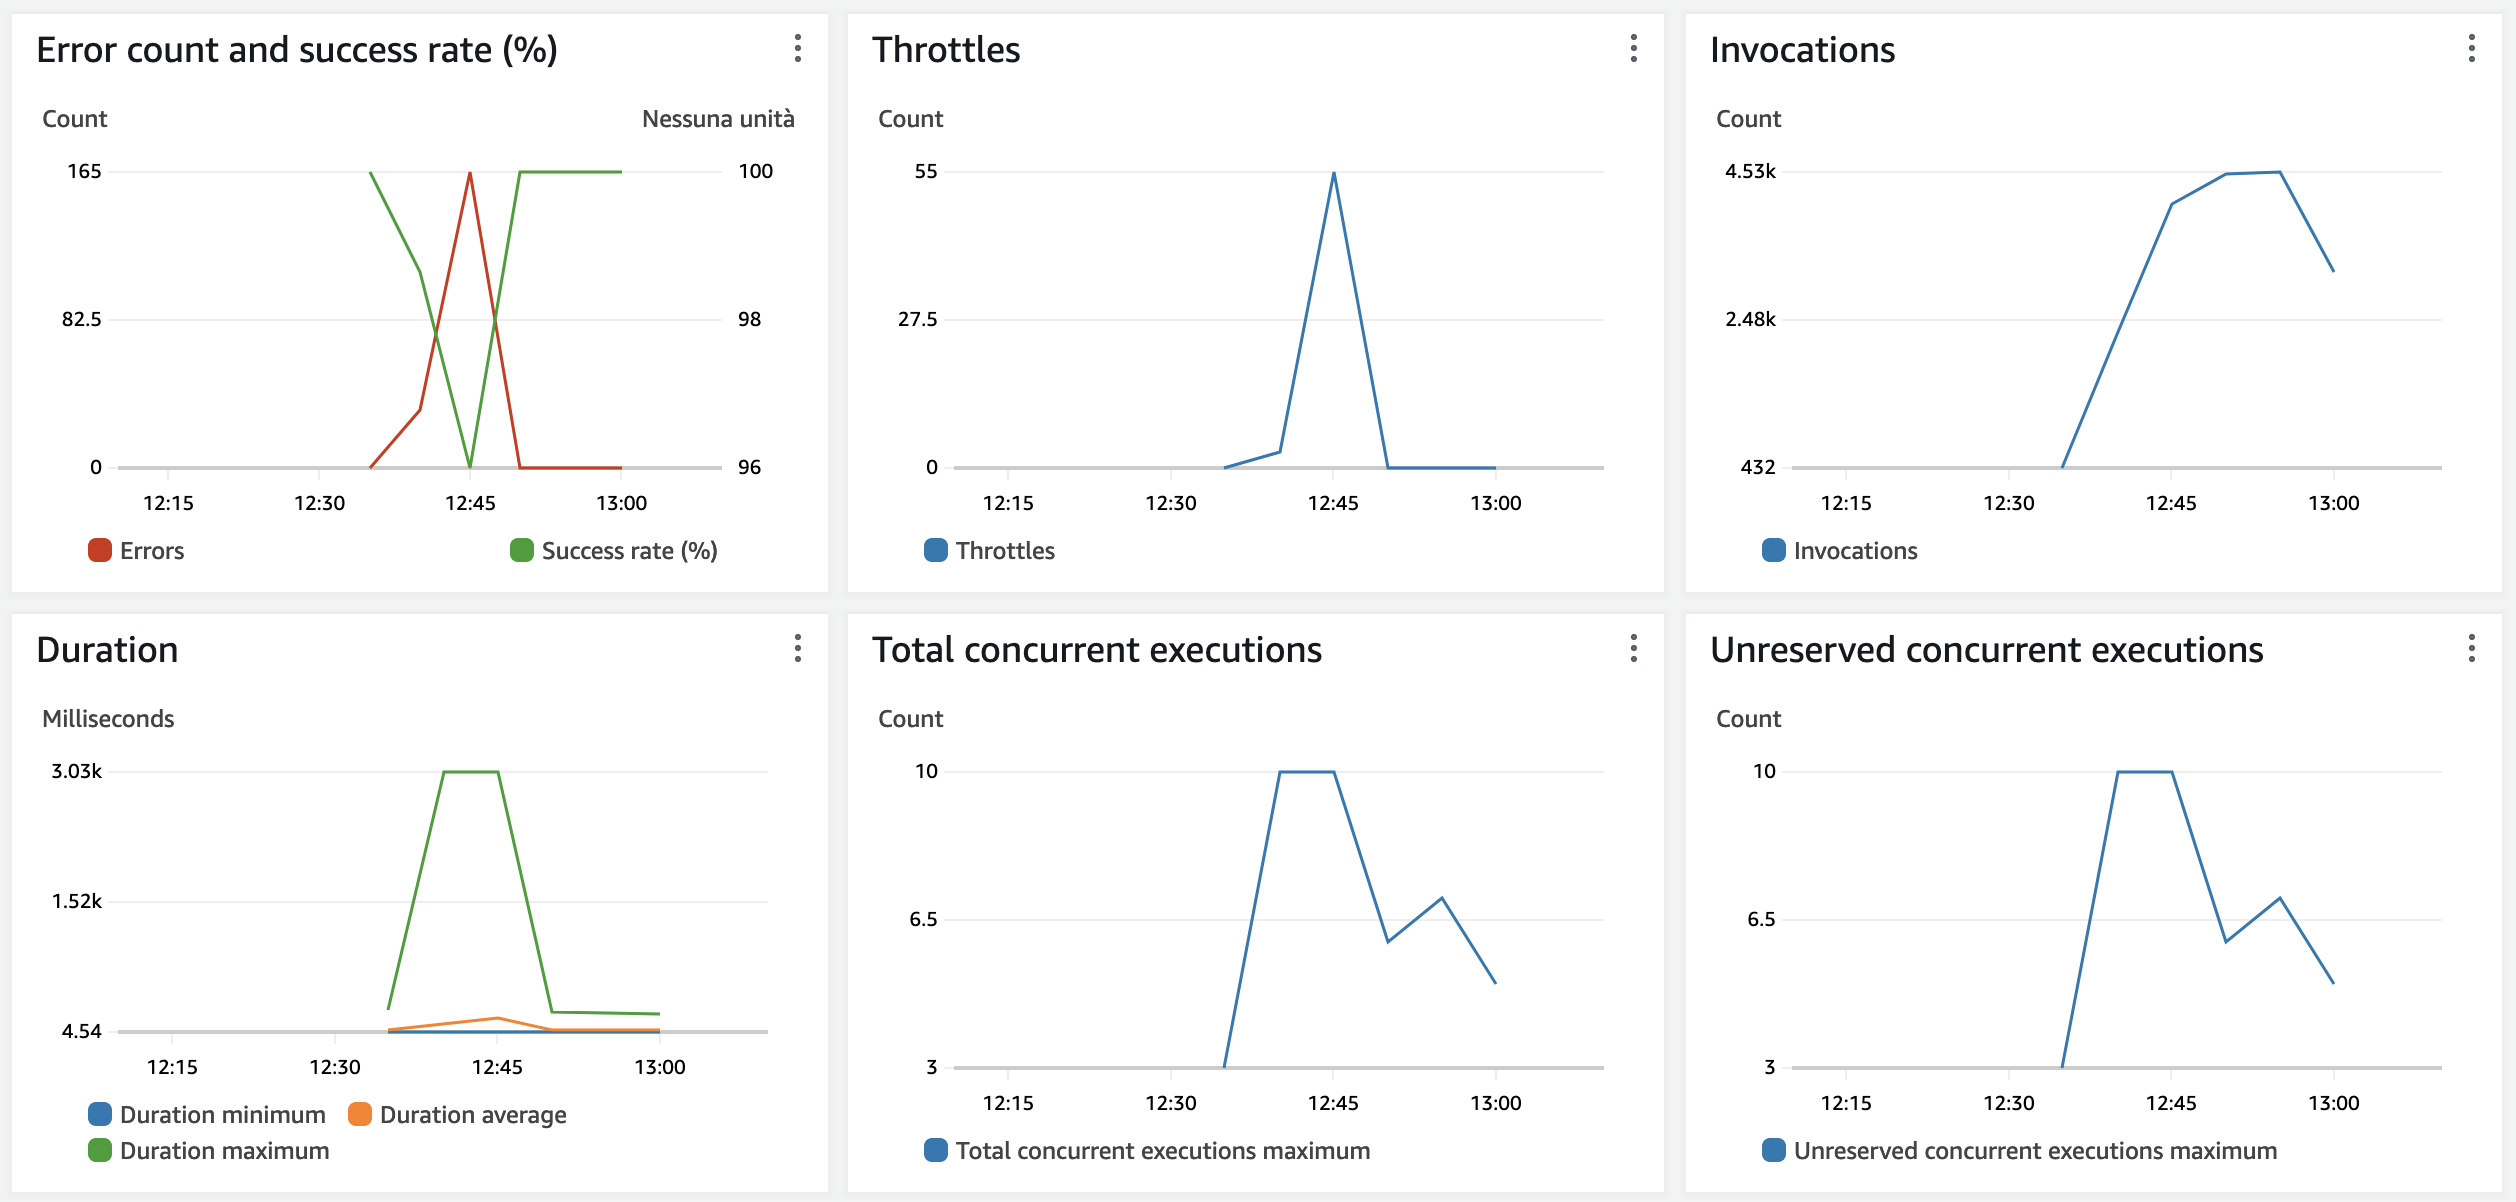 Error count and success rate (%)
Count
Nessuna unità
165
100
82.5
98
0
96
12:15
12:30
12:45
13:00
Errors
Success rate (%)
Throttles
Count
55
27.5
0
12:15
12:30
12:45
13:00
Throttles
Invocations
Count
4.53k
2.48k
432
12:15
12:30
12:45
13:00
Invocations
Duration
Milliseconds
3.03k
1.52k
4.54
12:15
12:30
12:45
13:00
Duration minimum
Duration average
Duration maximum
Total concurrent executions
Count
10
6.5
3
12:15
12:30
12:45
13:00
Total concurrent executions maximum
Unreserved concurrent executions
Count
10
6.5
3
12:15
12:30
12:45
13:00
Unreserved concurrent executions maximum